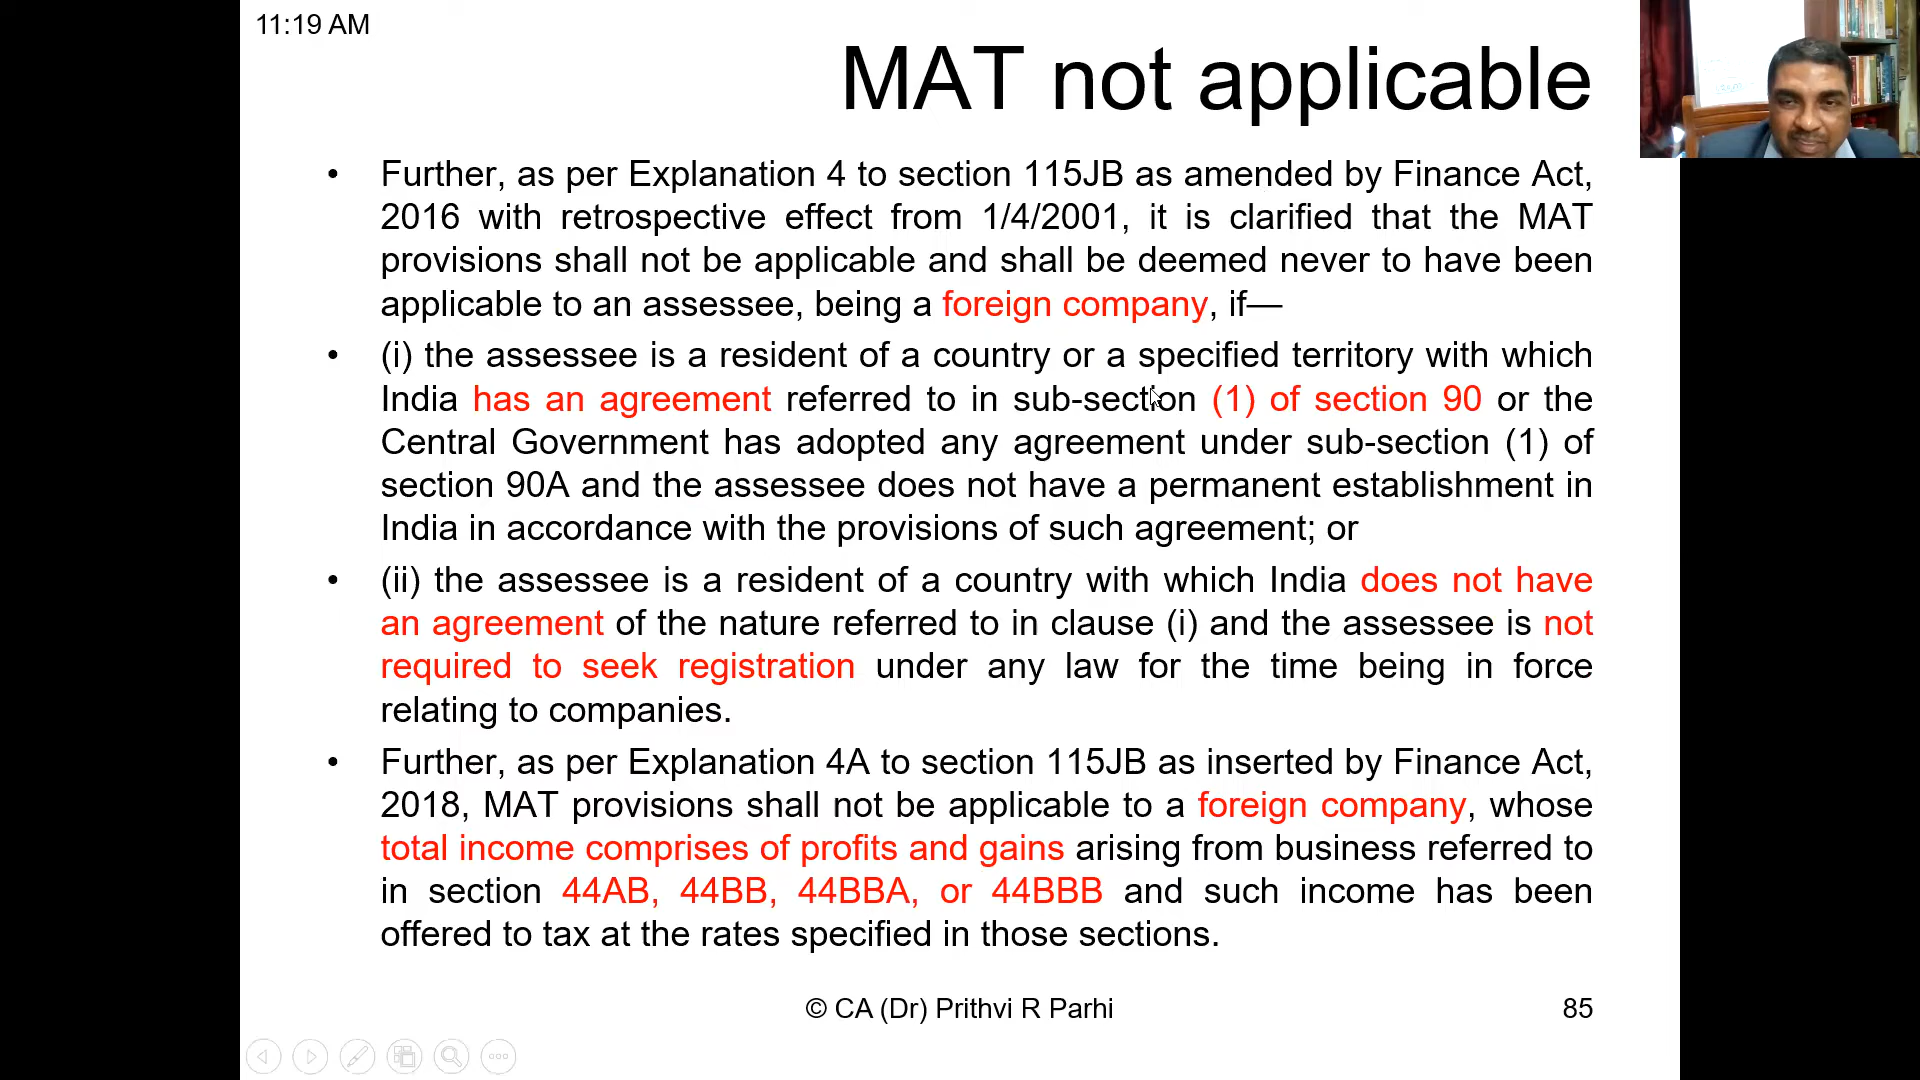 11:19 AM
MAT not applicable
• Further, as per Explanation 4 to section 115JB as amended by Finance Act,
2016 with retrospective effect from 1/4/2001, it is clarified that the MAT
provisions shall not be applicable and shall be deemed never to have been
applicable to an assessee, being a foreign company, if—
• (i) the assessee is a resident of a country or a specified territory with which
India has an agreement referred to in sub-section (1) of section 90 or the
Central Government has adopted any agreement under sub-section (1) of
section 90A and the assessee does not have a permanent establishment in
India in accordance with the provisions of such agreement; or
• (ii) the assessee is a resident of a country with which India does not have
an agreement of the nature referred to in clause (i) and the assessee is not
required to seek registration under any law for the time being in force
relating to companies.
• Further, as per Explanation 4A to section 115JB as inserted by Finance Act,
2018, MAT provisions shall not be applicable to a foreign company, whose
total income comprises of profits and gains arising from business referred to
in section 44AB, 44BB, 44BBA, or 44BBB and such income has been
offered to tax at the rates specified in those sections.
© CA (Dr) Prithvi R Parhi
85